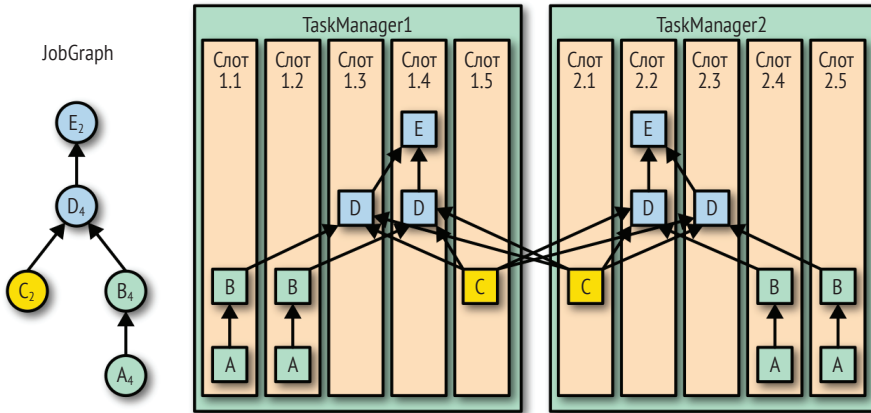 JobGraph
E2
D4
C2
B4
A4
TaskManager1
Слот 1.1
Слот 1.2
Слот 1.3
Слот 1.4
Слот 1.5
E
D
D
C
B
B
A
A
TaskManager2
Слот 2.1
Слот 2.2
Слот 2.3
Слот 2.4
Слот 2.5
E
D
D
C
B
B
A
A